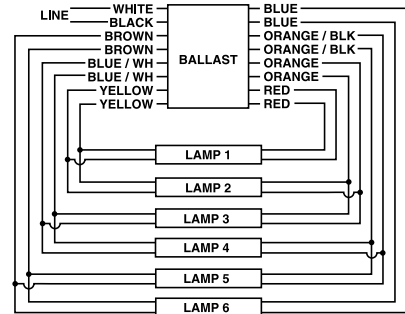 WHITE BLUE
LINE
BLACK BLUE
BROWN ORANGE / BLK
BROWN ORANGE / BLK
BLUE / WH BALLAST ORANGE
BLUE / WH ORANGE
YELLOW RED
YELLOW RED
LAMP 1
LAMP 2
LAMP 3
LAMP 4
LAMP 5
LAMP 6